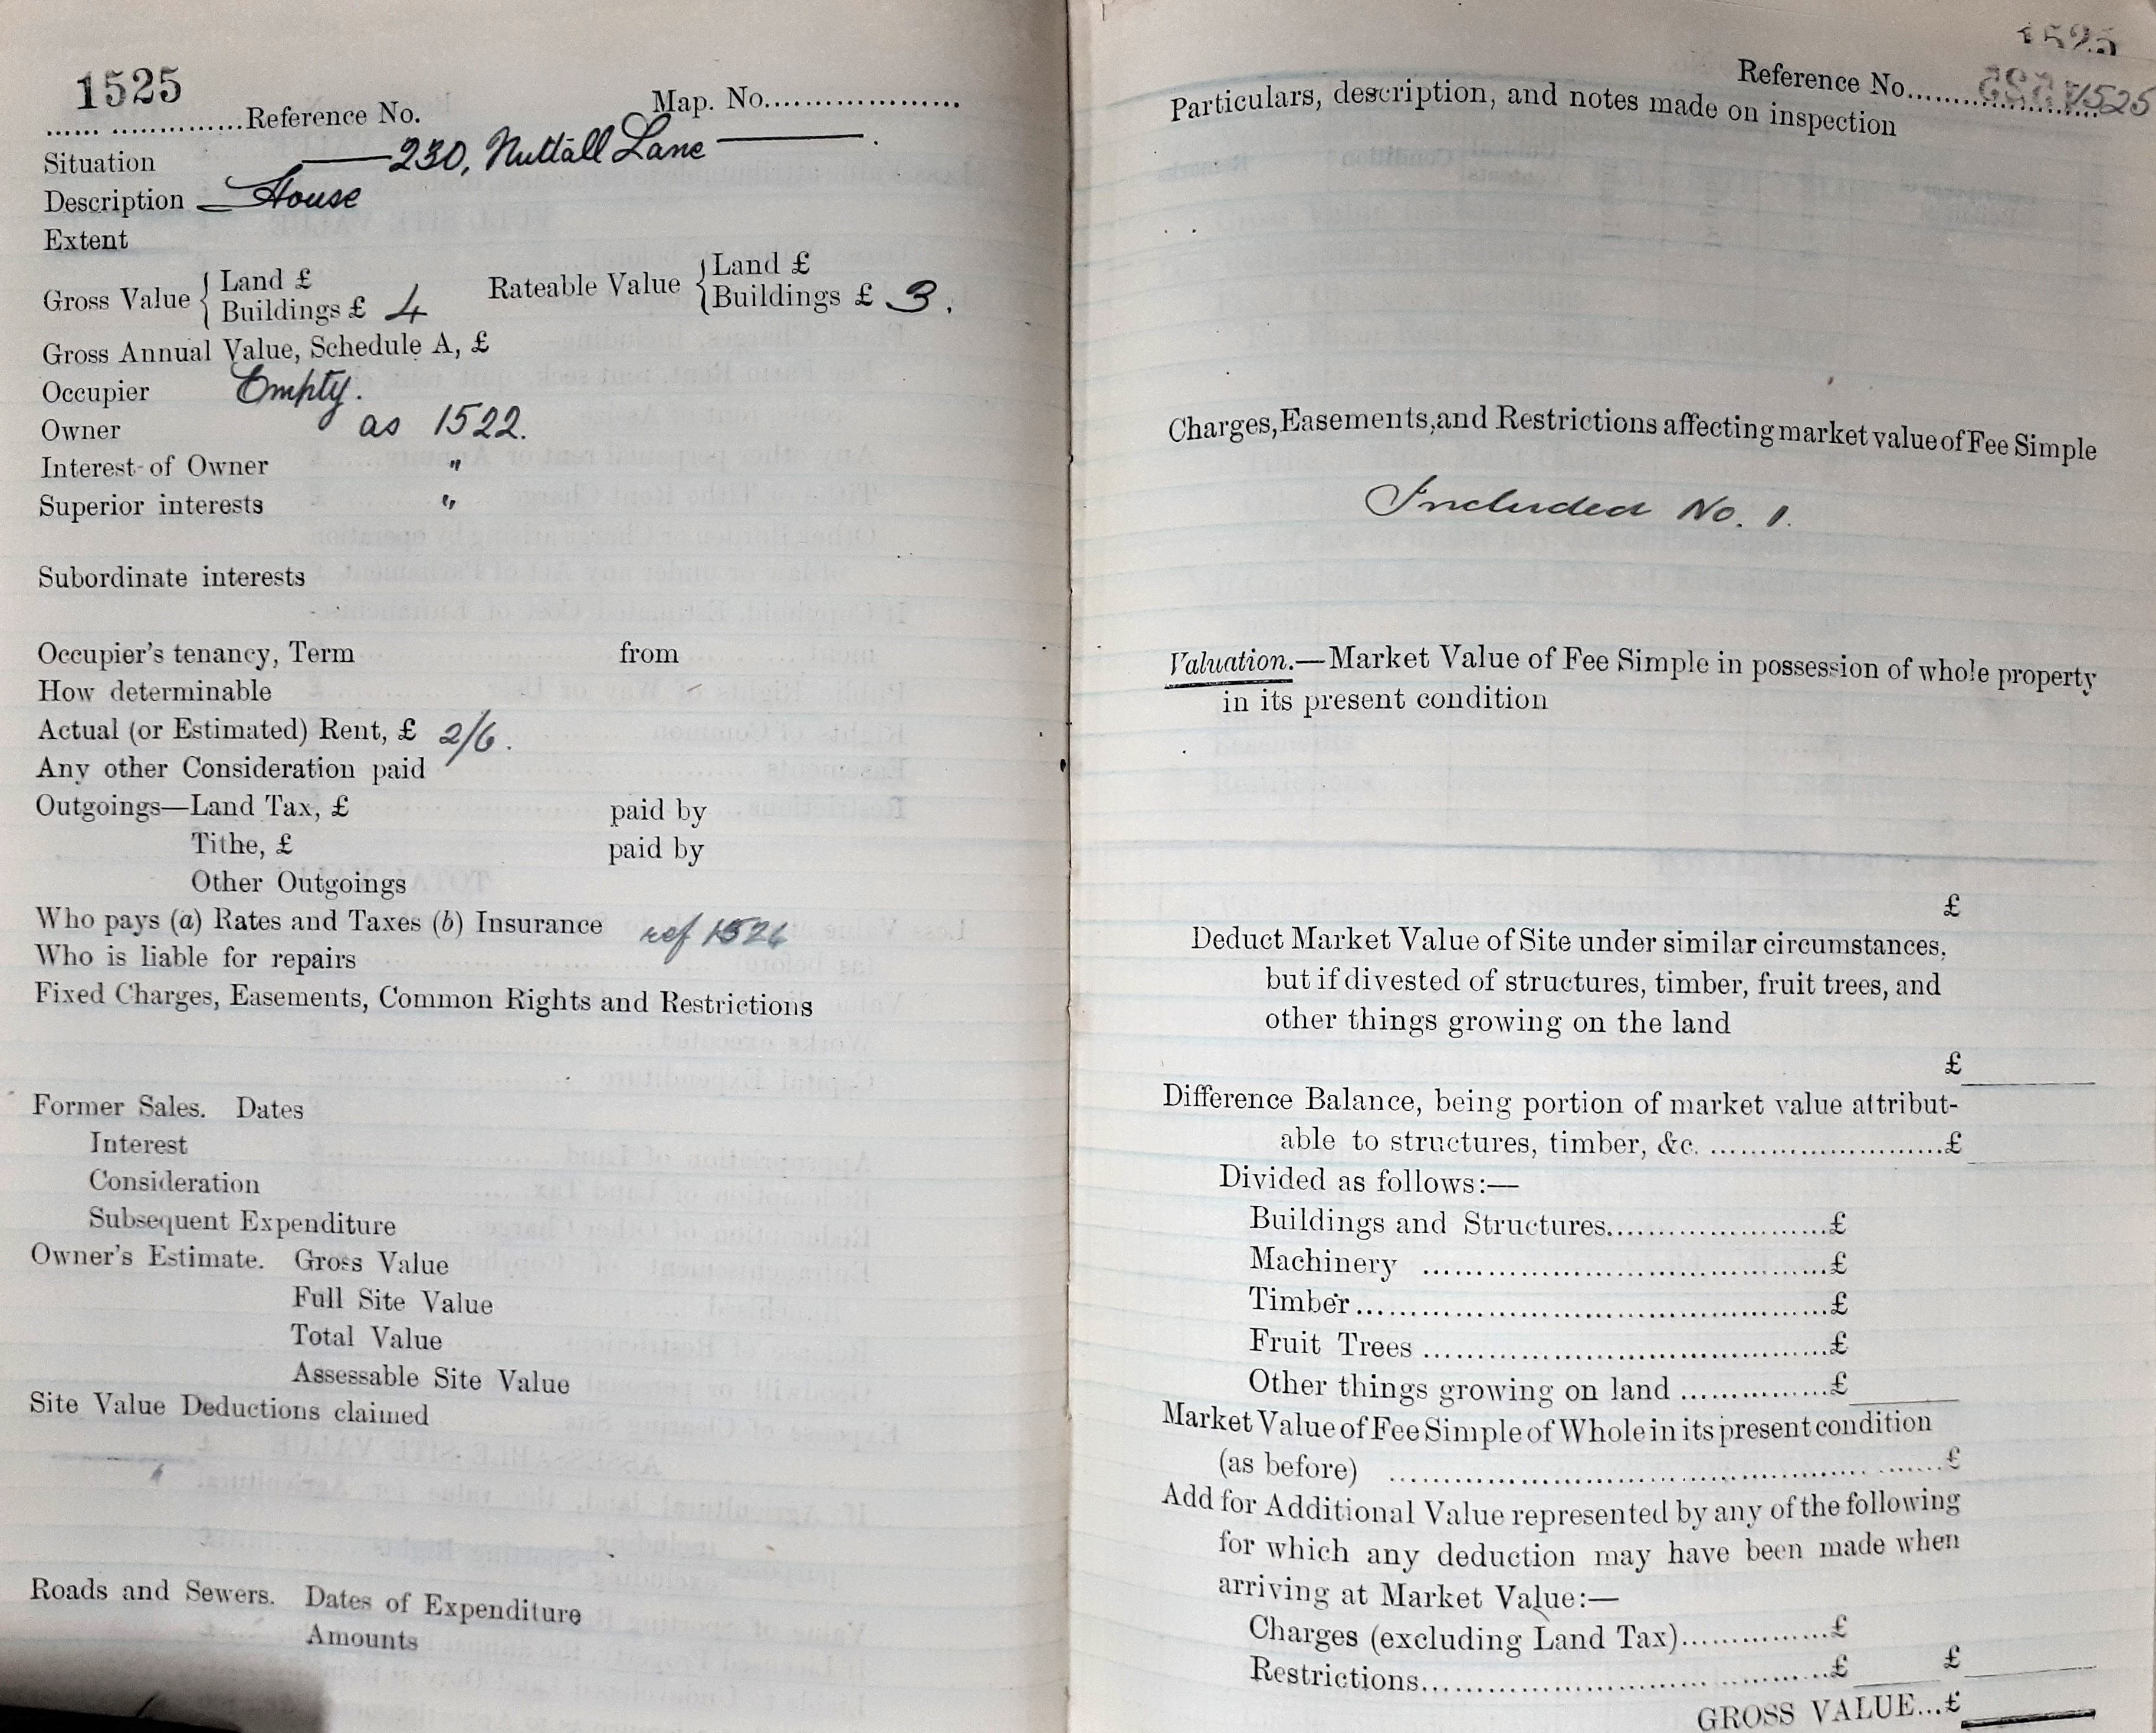 1525
Reference No. Map. No.
Situation 230, Nuttall Lane
Description House
Extent
Gross Value { Land £
Buildings £ 4
Rateable Value { Land £
Buildings £ 3.
Gross Annual Value, Schedule A, £
Occupier Empty.
Owner as 1522.
Interest of Owner "
Superior interests "
Subordinate interests
Occupier's tenancy, Term from
How determinable
Actual (or Estimated) Rent, £ 2/6.
Any other Consideration paid
Outgoings—Land Tax, £ paid by
Tithe, £ paid by
Other Outgoings
Who pays (a) Rates and Taxes (b) Insurance ref 1526
Who is liable for repairs
Fixed Charges, Easements, Common Rights and Restrictions
Former Sales. Dates
Interest
Consideration
Subsequent Expenditure
Owner's Estimate. Gross Value
Full Site Value
Total Value
Assessable Site Value
Site Value Deductions claimed
Roads and Sewers. Dates of Expenditure
Amounts
1525
Reference No. 1525
Particulars, description, and notes made on inspection
Charges, Easements, and Restrictions affecting market value of Fee Simple
Included No. 1.
Valuation.—Market Value of Fee Simple in possession of whole property
in its present condition
£
Deduct Market Value of Site under similar circumstances,
but if divested of structures, timber, fruit trees, and
other things growing on the land
£
Difference Balance, being portion of market value attribut-
able to structures, timber, &c. £
Divided as follows:—
Buildings and Structures £
Machinery £
Timber £
Fruit Trees £
Other things growing on land £
Market Value of Fee Simple of Whole in its present condition
(as before) £
Add for Additional Value represented by any of the following
for which any deduction may have been made when
arriving at Market Value:—
Charges (excluding Land Tax) £
Restrictions £ £
GROSS VALUE...£